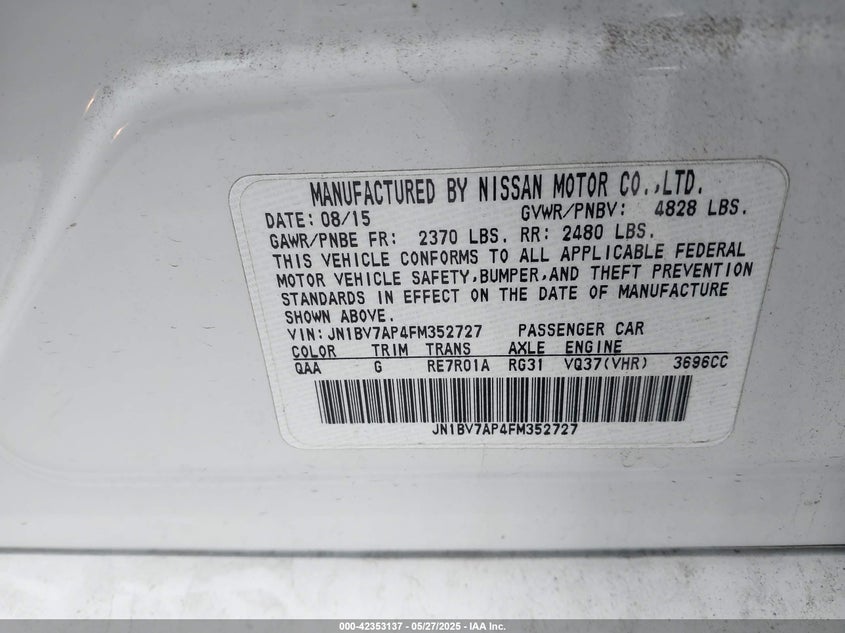 MANUFACTURED BY NISSAN MOTOR CO.,LTD.
DATE: 08/15 GVWR/PNBV: 4828 LBS.
GAWR/PNBE FR: 2370 LBS. RR: 2480 LBS.
THIS VEHICLE CONFORMS TO ALL APPLICABLE FEDERAL
MOTOR VEHICLE SAFETY,BUMPER,AND THEFT PREVENTION
STANDARDS IN EFFECT ON THE DATE OF MANUFACTURE
SHOWN ABOVE.
VIN: JN1BV7AP4FM352727 PASSENGER CAR
COLOR TRIM TRANS AXLE ENGINE
QAA G RE7R01A RG31 VQ37(VHR) 3696CC
JN1BV7AP4FM352727
000-42353137 - 05/27/2025 - IAA Inc.